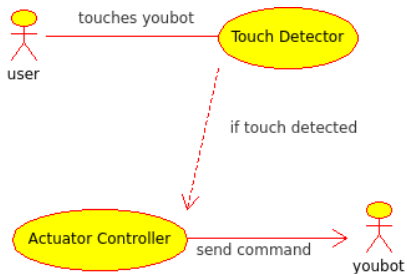 touches youbot
Touch Detector
user
if touch detected
Actuator Controller
send command
youbot